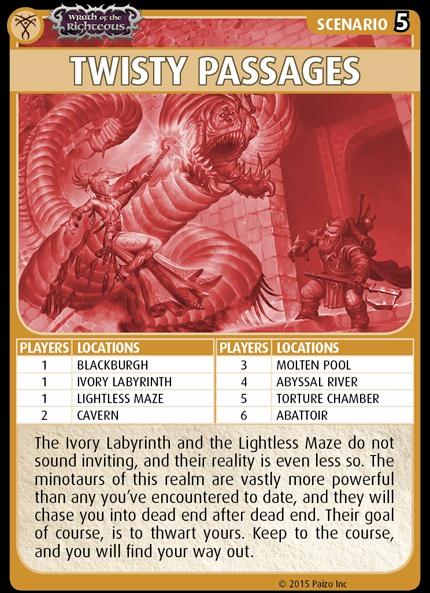 Wrath of the
Righteous
SCENARIO 5
TWISTY PASSAGES
PLAYERS LOCATIONS PLAYERS LOCATIONS
1 BLACKBURGH 3 MOLTEN POOL
1 IVORY LABYRINTH 4 ABYSSAL RIVER
1 LIGHTLESS MAZE 5 TORTURE CHAMBER
2 CAVERN 6 ABATTOIR
The Ivory Labyrinth and the Lightless Maze do not
sound inviting, and their reality is even less so. The
minotaurs of this realm are vastly more powerful
than any you've encountered to date, and they will
chase you into dead end after dead end. Their goal
of course, is to thwart yours. Keep to the course,
and you will find your way out.
© 2015 Paizo Inc